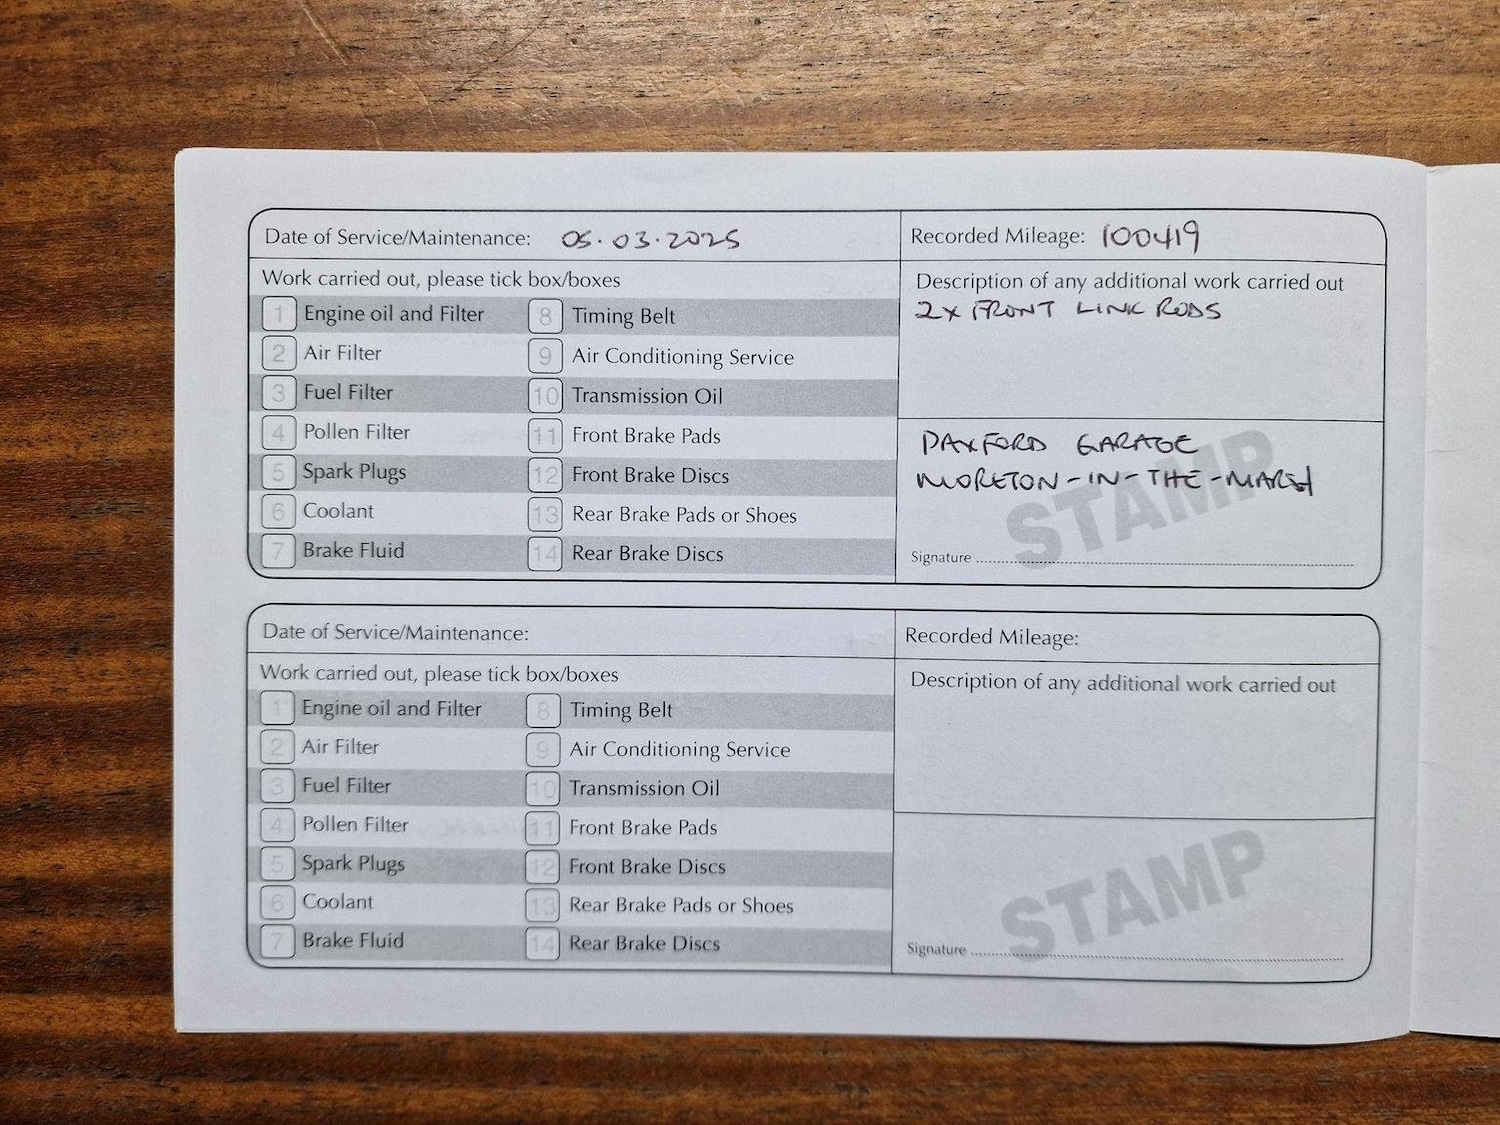 Date of Service/Maintenance: 05.03.2025
Recorded Mileage: 100419
Work carried out, please tick box/boxes
1 Engine oil and Filter
2 Air Filter
3 Fuel Filter
4 Pollen Filter
5 Spark Plugs
6 Coolant
7 Brake Fluid
8 Timing Belt
9 Air Conditioning Service
10 Transmission Oil
11 Front Brake Pads
12 Front Brake Discs
13 Rear Brake Pads or Shoes
14 Rear Brake Discs
Description of any additional work carried out
2x FRONT LINK RODS
PAXFORD GARAGE
MORETON-IN-THE-MARSH
STAMP
Signature
Date of Service/Maintenance:
Recorded Mileage:
Work carried out, please tick box/boxes
1 Engine oil and Filter
2 Air Filter
3 Fuel Filter
4 Pollen Filter
5 Spark Plugs
6 Coolant
7 Brake Fluid
8 Timing Belt
9 Air Conditioning Service
10 Transmission Oil
11 Front Brake Pads
12 Front Brake Discs
13 Rear Brake Pads or Shoes
14 Rear Brake Discs
Description of any additional work carried out
STAMP
Signature